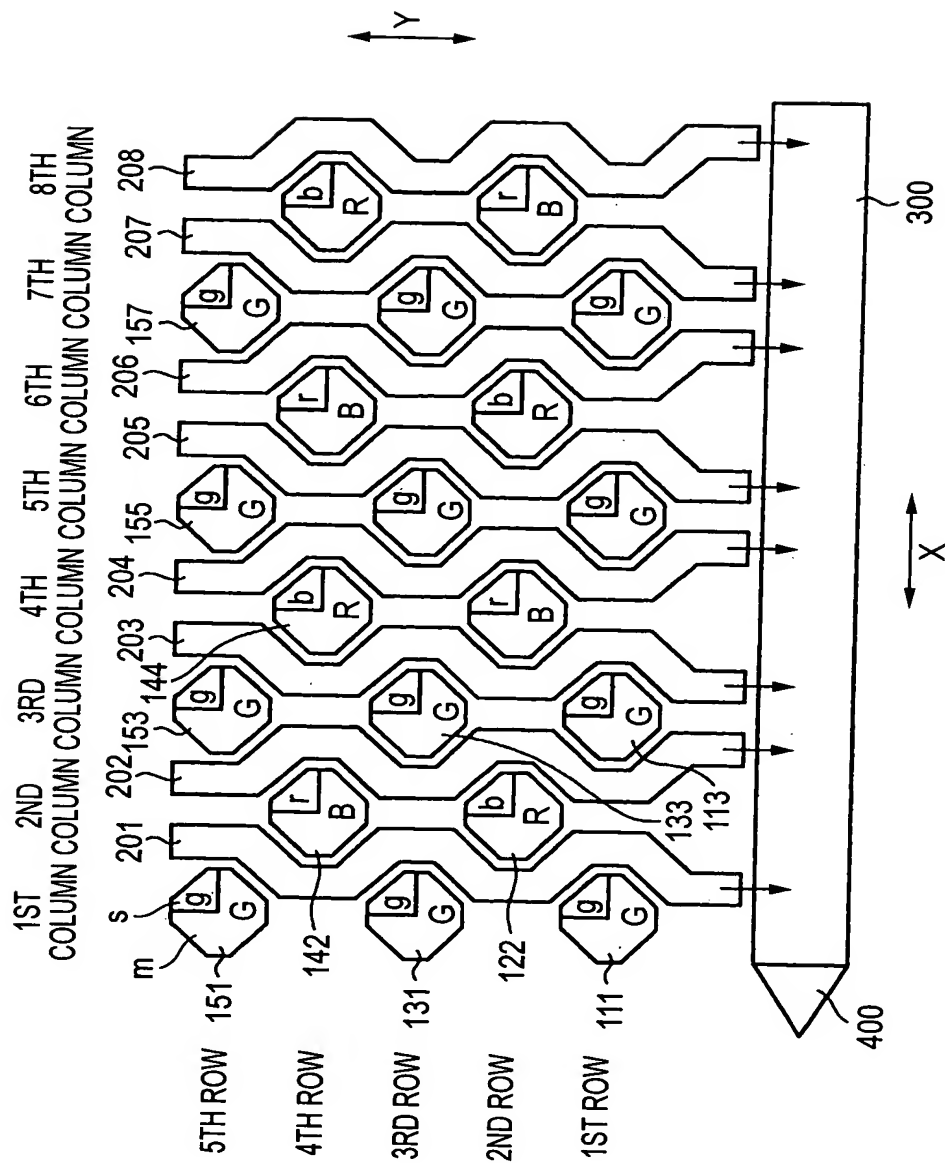 1ST 2ND 3RD 4TH 5TH 6TH 7TH 8TH
COLUMN COLUMN COLUMN COLUMN COLUMN COLUMN COLUMN COLUMN
s 201 202 203 204 205 206 207 208
m
5TH ROW 151 g G 153 g G 155 g G 157 g G
4TH ROW 142 r B 144 b R r B b R
3RD ROW 131 g G g G g G g G
2ND ROW 122 b R r B b R r B
1ST ROW 111 g G g G g G g G
133
113
Y
X
300
400